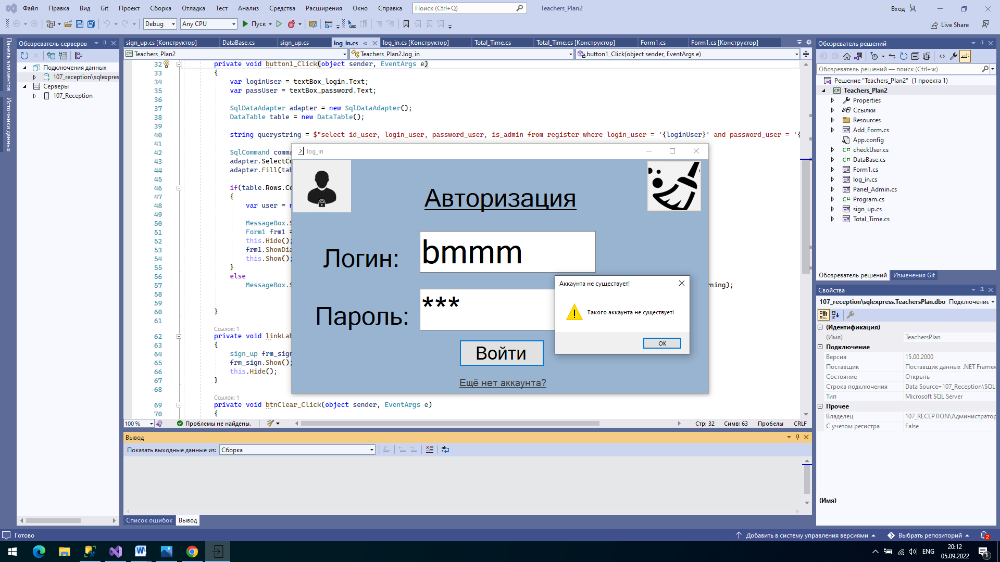 Файл Правка Вид Git Проект Сборка Отладка Тест Анализ Средства Расширения Окно Справка Поиск (Ctrl+Q) Teachers_Plan2 Вход
Debug Any CPU Пуск Live Share
Панель элементов
Источники данных
Обозреватель серверов
Подключения данных
107_reception\sqlexpres
Серверы
107_Reception
sign_up.cs [Конструктор] DataBase.cs sign_up.cs log_in.cs log_in.cs [Конструктор] Total_Time.cs Total_Time.cs [Конструктор] Form1.cs Form1.cs [Конструктор]
Teachers_Plan2 Teachers_Plan2.log_in button1_Click(object sender, EventArgs e)
32 private void button1_Click(object sender, EventArgs e)
33 {
34 var loginUser = textBox_login.Text;
35 var passUser = textBox_password.Text;
36
37 SqlDataAdapter adapter = new SqlDataAdapter();
38 DataTable table = new DataTable();
39
40 string querystring = $"select id_user, login_user, password_user, is_admin from register where login_user = '{loginUser}' and password_user = '{
41
42 SqlCommand comma
43 adapter.SelectCo
44 adapter.Fill(tab
45
46 if(table.Rows.Co
47 {
48 var user = n
49
50 MessageBox.S
51 Form1 frm1 =
52 this.Hide();
53 frm1.ShowDia
54 this.Show();
55 }
56 else
57 MessageBox.S rning);
58
59
60 }
61
Ссылок: 1
62 private void linkLab
63 {
64 sign_up frm_sign
65 frm_sign.Show();
66 this.Hide();
67 }
68
Ссылок: 1
69 private void btnClear_Click(object sender, EventArgs e)
70 {
log_in
Авторизация
Логин: bmmm
Пароль: ***
Войти
Ещё нет аккаунта?
Аккаунта не существует!
Такого аккаунта не существует!
OK
100 % Проблемы не найдены. Стр: 32 Симв: 63 Пробелы CRLF
Вывод
Показать выходные данные из: Сборка
Список ошибок Вывод
Обозреватель решений
Обозреватель решений — поиск (Ctrl+ж)
Решение "Teachers_Plan2" (1 проекта 1)
Teachers_Plan2
Properties
Ссылки
Resources
Add_Form.cs
App.config
C# checkUser.cs
C# DataBase.cs
Form1.cs
log_in.cs
Panel_Admin.cs
C# Program.cs
sign_up.cs
Total_Time.cs
Обозреватель решений Изменения Git
Свойства
107_reception\sqlexpress.TeachersPlan.dbo Подключение
(Идентификация)
(Имя) TeachersPlan
Подключение
Версия 15.00.2000
Поставщик Поставщик данных .NET Framew
Состояние Открыть
Строка подключения Data Source=107_Reception\SQL
Тип Microsoft SQL Server
Прочее
Владелец 107_RECEPTION\Администратор
С учетом регистра False
(Имя)
Готово Добавить в систему управления версиями Выбрать репозиторий 2
ENG 20:12
05.09.2022 1